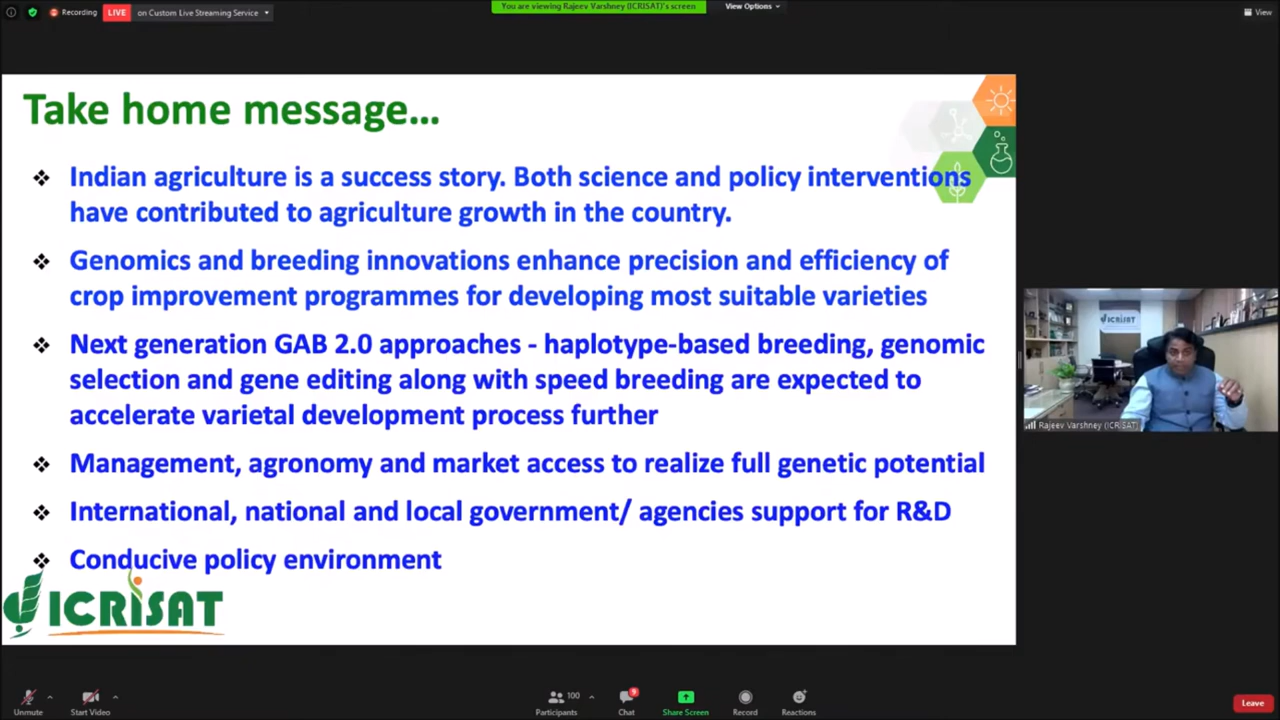 Recording
LIVE
on Custom Live Streaming Service
You are viewing Rajeev Varshney (ICRISAT)'s screen
View Options
View
Take home message...
❖ Indian agriculture is a success story. Both science and policy interventions
have contributed to agriculture growth in the country.
❖ Genomics and breeding innovations enhance precision and efficiency of
crop improvement programmes for developing most suitable varieties
❖ Next generation GAB 2.0 approaches - haplotype-based breeding, genomic
selection and gene editing along with speed breeding are expected to
accelerate varietal development process further
❖ Management, agronomy and market access to realize full genetic potential
❖ International, national and local government/ agencies support for R&D
❖ Conducive policy environment
ICRISAT
ICRISAT
Rajeev Varshney (ICRISAT)
Unmute
Start Video
100
Participants
9
Chat
Share Screen
Record
Reactions
Leave